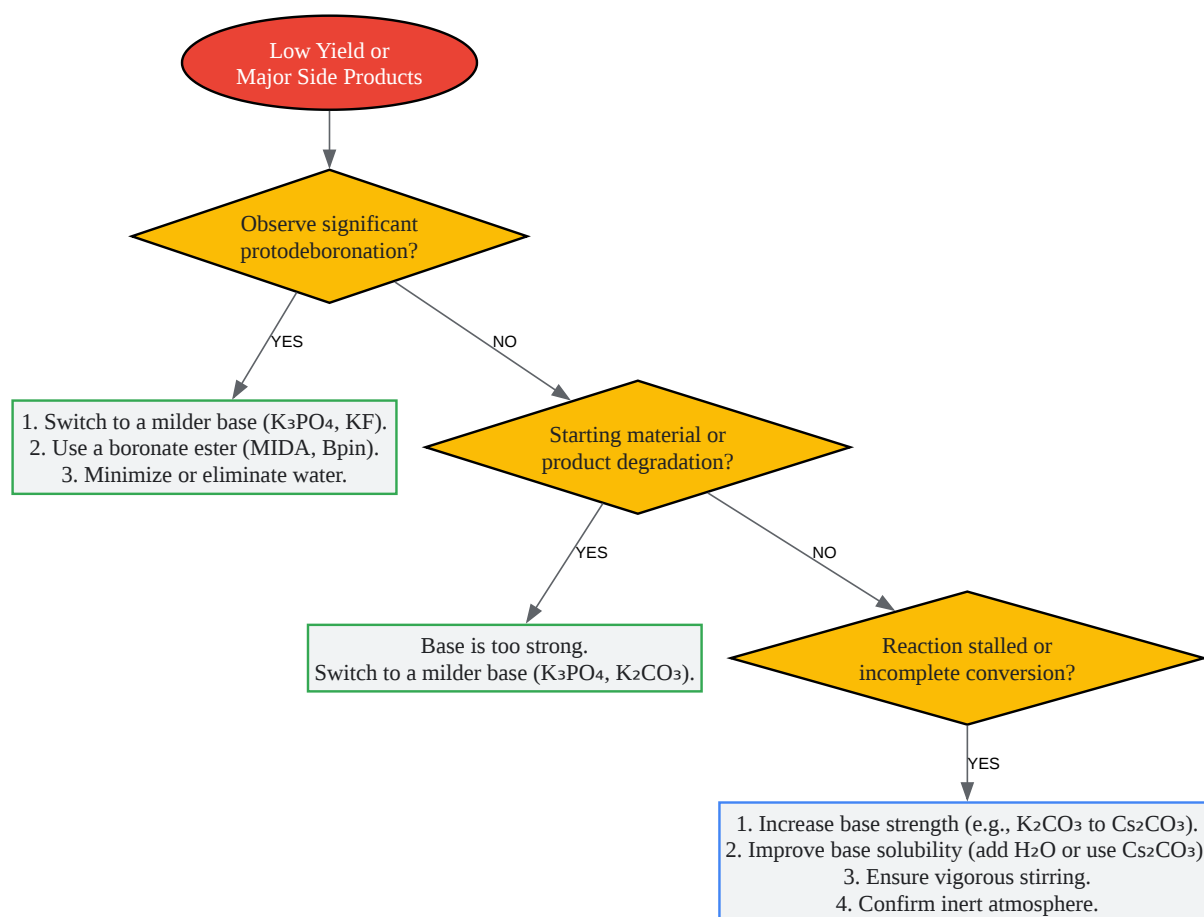 Low Yield or
Major Side Products
Observe significant
protodeboronation?
YES
NO
1. Switch to a milder base (K₃PO₄, KF).
2. Use a boronate ester (MIDA, Bpin).
3. Minimize or eliminate water.
Starting material or
product degradation?
YES
NO
Base is too strong.
Switch to a milder base (K₃PO₄, K₂CO₃).
Reaction stalled or
incomplete conversion?
YES
1. Increase base strength (e.g., K₂CO₃ to Cs₂CO₃).
2. Improve base solubility (add H₂O or use Cs₂CO₃)
3. Ensure vigorous stirring.
4. Confirm inert atmosphere.